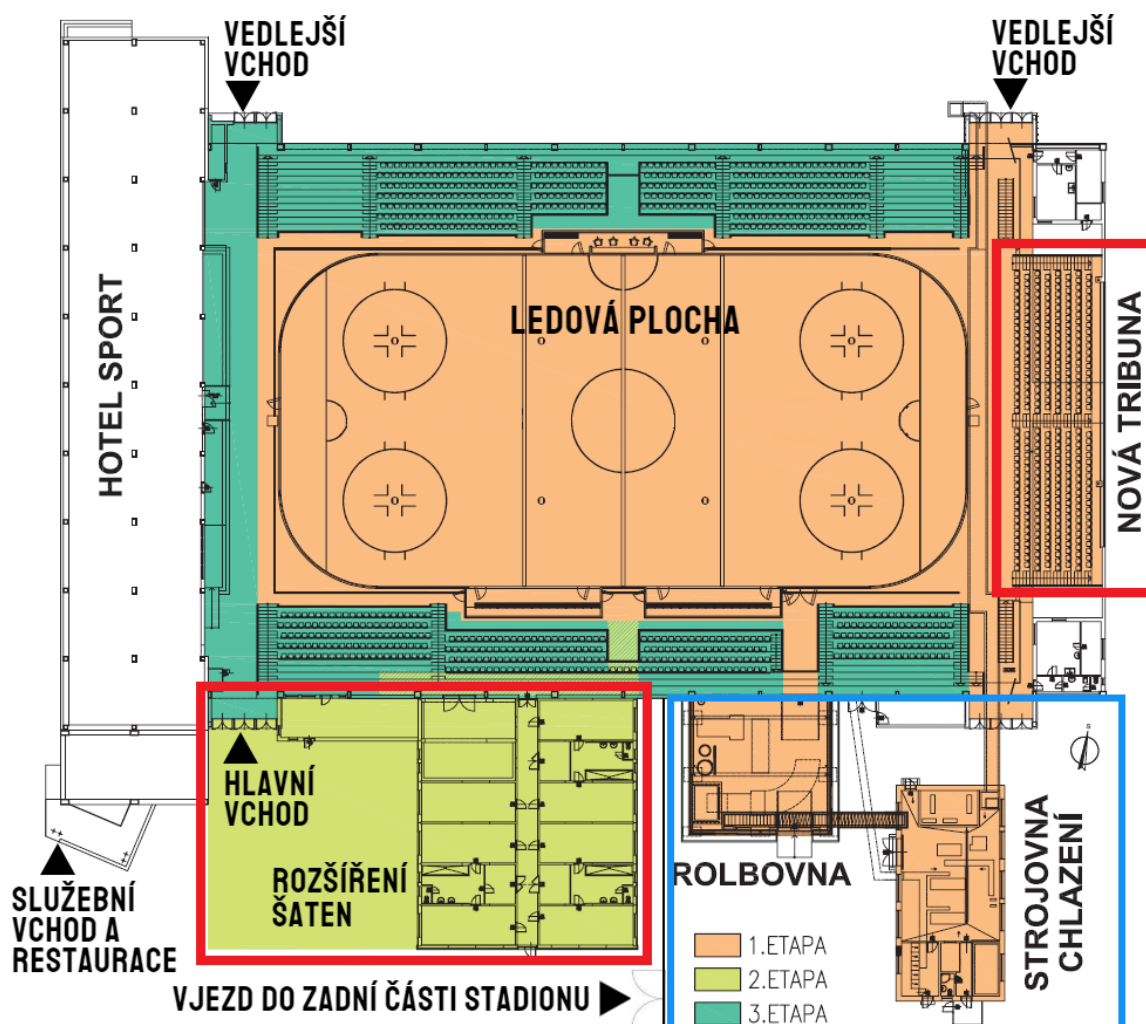 VEDLEJŠÍ
VCHOD
VEDLEJŠÍ
VCHOD
HOTEL SPORT
LEDOVÁ PLOCHA
NOVÁ TRIBUNA
HLAVNÍ
VCHOD
ROZŠÍŘENÍ
ŠATEN
SLUŽEBNÍ
VCHOD A
RESTAURACE
VJEZD DO ZADNÍ ČÁSTI STADIONU
ROLBOVNA
STROJOVNA
CHLAZENÍ
1.ETAPA
2.ETAPA
3.ETAPA